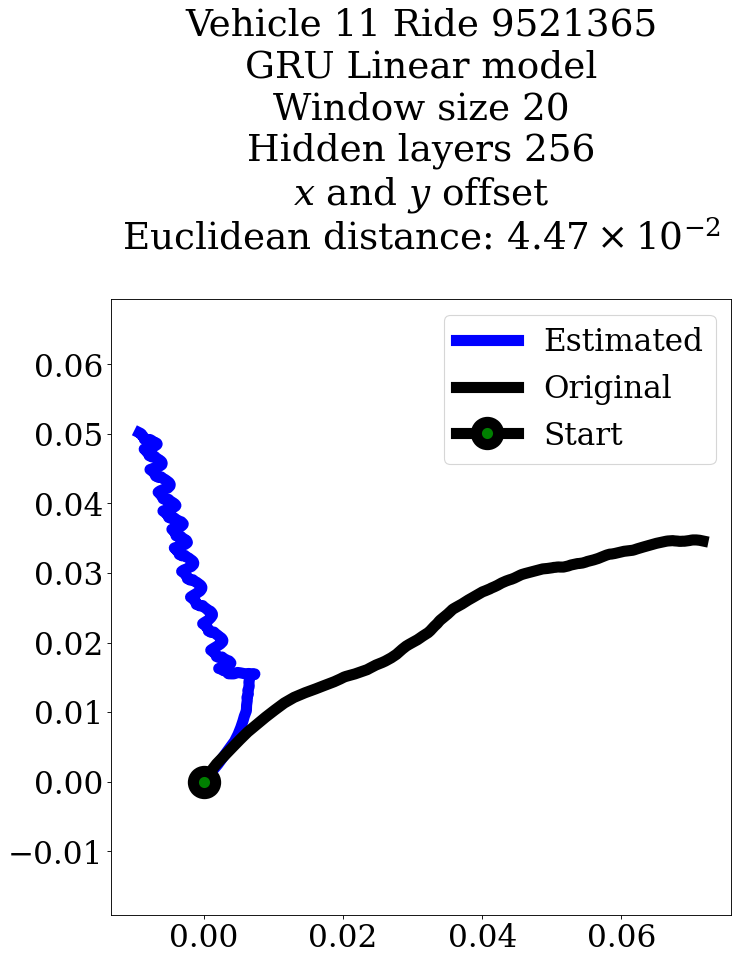 Vehicle 11 Ride 9521365
GRU Linear model
Window size 20
Hidden layers 256
x and y offset
Euclidean distance: 4.47 × 10⁻²
Estimated
Original
Start
0.06
0.05
0.04
0.03
0.02
0.01
0.00
−0.01
0.00 0.02 0.04 0.06